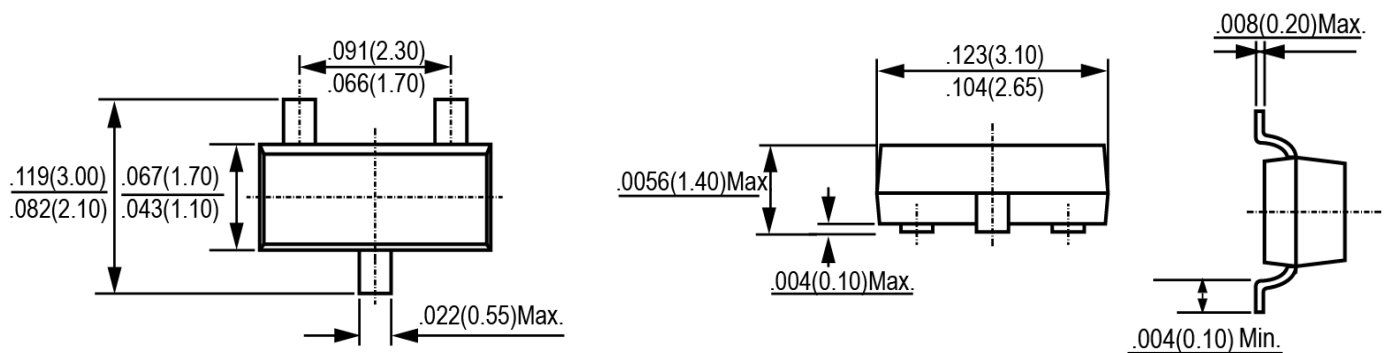 .091(2.30)
.066(1.70)
.119(3.00)
.082(2.10)
.067(1.70)
.043(1.10)
.022(0.55)Max.
.123(3.10)
.104(2.65)
.0056(1.40)Max
.004(0.10)Max.
.008(0.20)Max.
.004(0.10) Min.